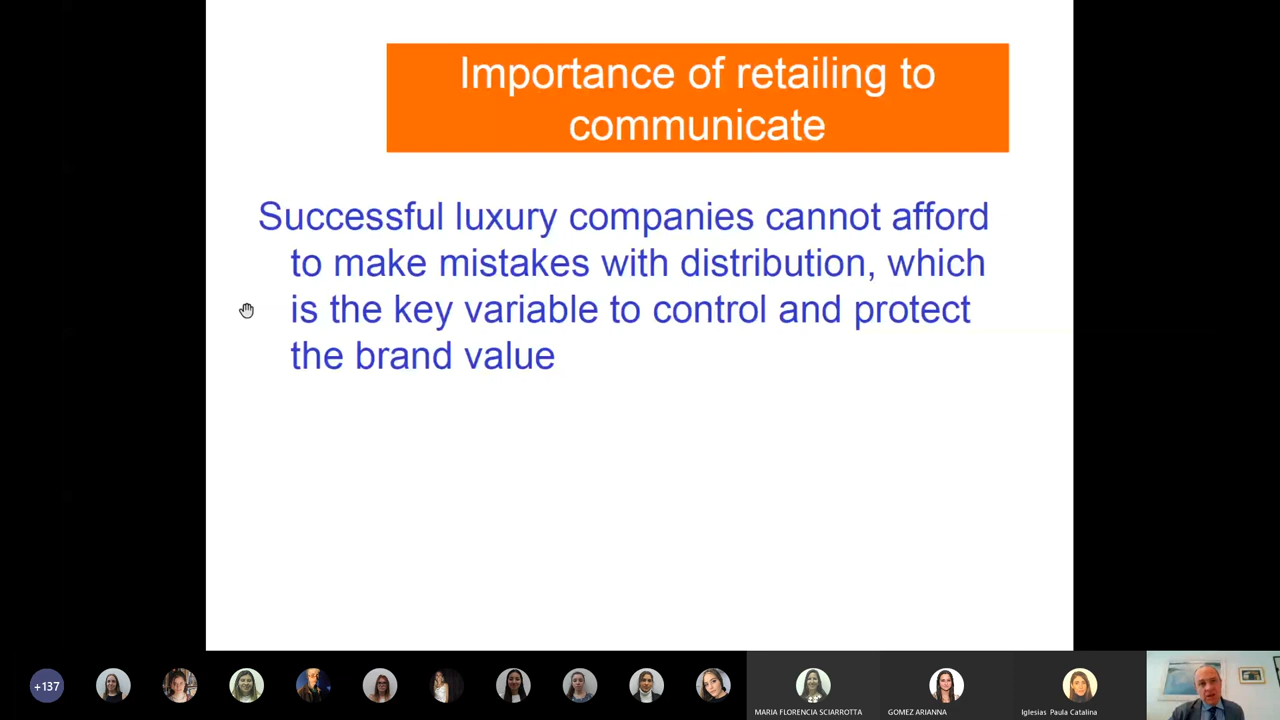 Importance of retailing to
communicate
Successful luxury companies cannot afford
to make mistakes with distribution, which
is the key variable to control and protect
the brand value
+137
MARIA FLORENCIA SCIARROTTA
GOMEZ ARIANNA
Iglesias Paula Catalina